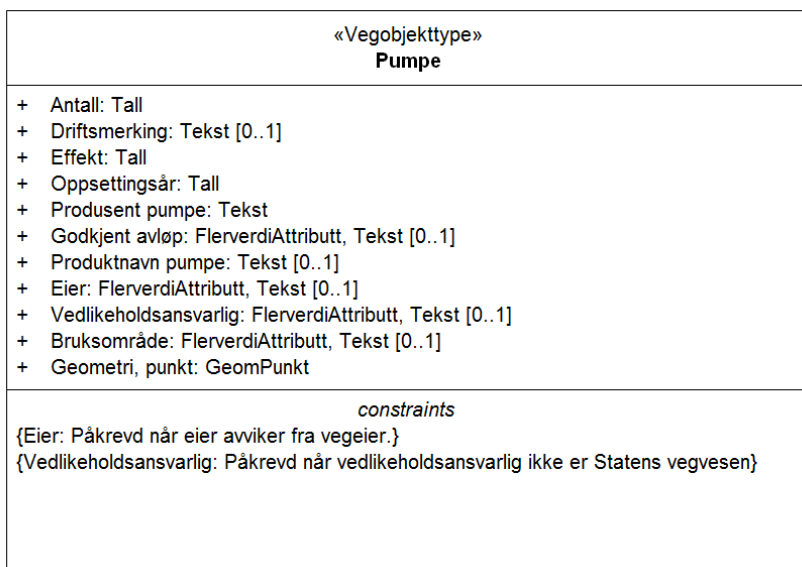 «Vegobjekttype»
Pumpe
+ Antall: Tall
+ Driftsmerking: Tekst [0..1]
+ Effekt: Tall
+ Oppsettingsår: Tall
+ Produsent pumpe: Tekst
+ Godkjent avløp: FlerverdiAttributt, Tekst [0..1]
+ Produktnavn pumpe: Tekst [0..1]
+ Eier: FlerverdiAttributt, Tekst [0..1]
+ Vedlikeholdsansvarlig: FlerverdiAttributt, Tekst [0..1]
+ Bruksområde: FlerverdiAttributt, Tekst [0..1]
+ Geometri, punkt: GeomPunkt
constraints
{Eier: Påkrevd når eier avviker fra vegeier.}
{Vedlikeholdsansvarlig: Påkrevd når vedlikeholdsansvarlig ikke er Statens vegvesen}